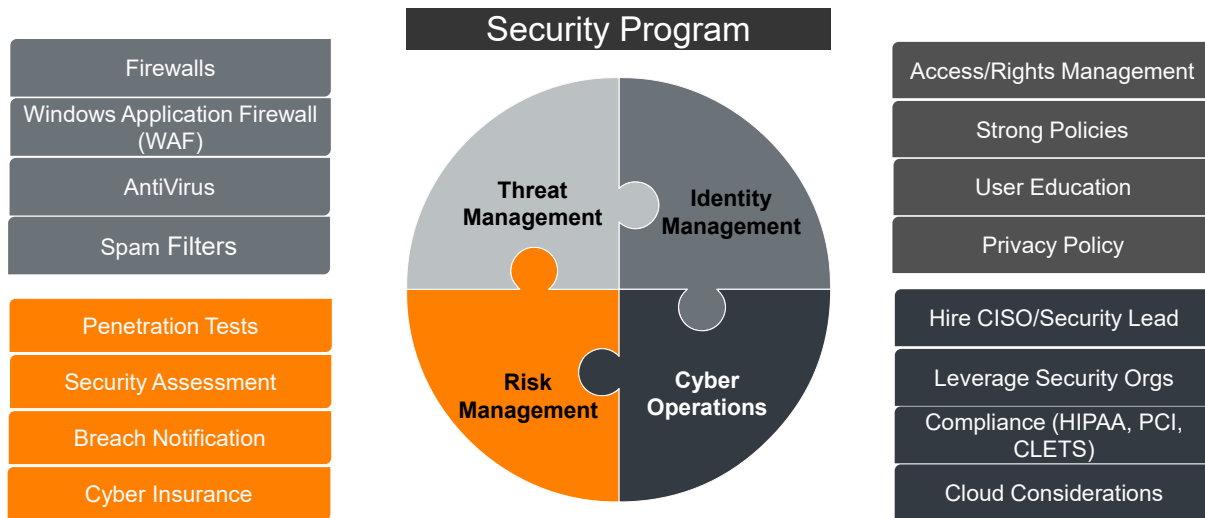 Security Program
Firewalls
Windows Application Firewall
(WAF)
AntiVirus
Spam Filters
Penetration Tests
Security Assessment
Breach Notification
Cyber Insurance
Threat
Management
Identity
Management
Risk
Management
Cyber
Operations
Access/Rights Management
Strong Policies
User Education
Privacy Policy
Hire CISO/Security Lead
Leverage Security Orgs
Compliance (HIPAA, PCI,
CLETS)
Cloud Considerations